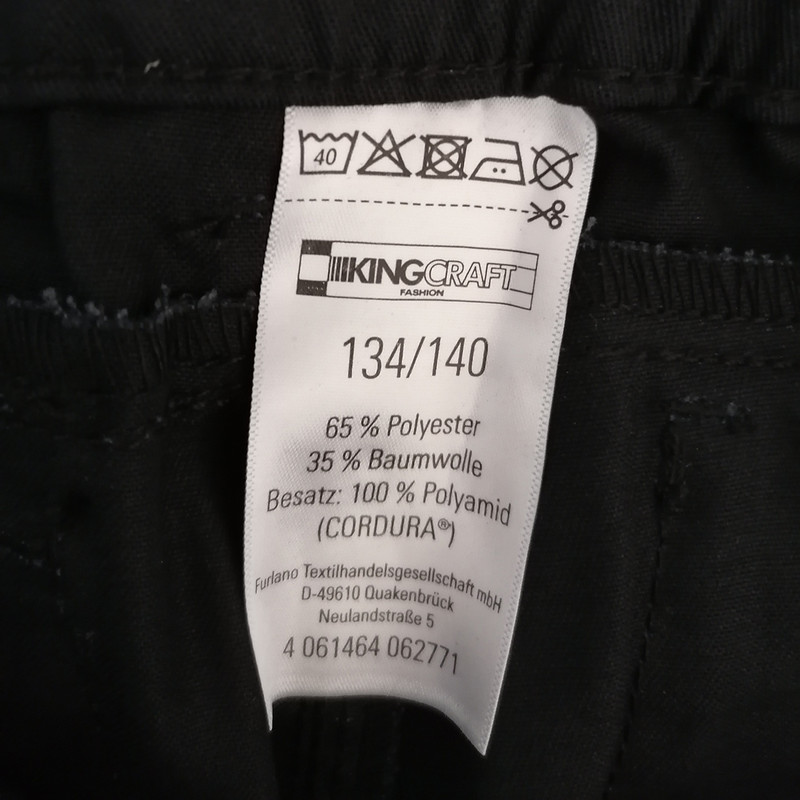 40
KINGCRAFT
FASHION
134/140
65 % Polyester
35 % Baumwolle
Besatz: 100 % Polyamid
(CORDURA®)
Furlano Textilhandelsgesellschaft mbH
D-49610 Quakenbrück
Neulandstraße 5
4 061464 062771